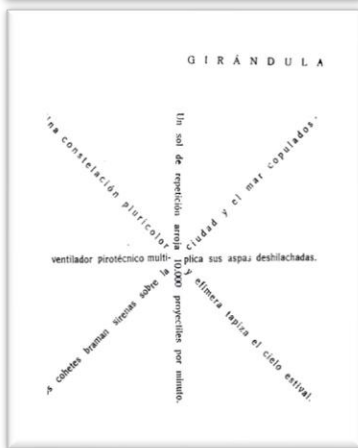 GIRÁNDULA
Un sol de repetición arroja 10.000 proyectiles por minuto.
una constelación pluricolor y efímera tapiza el cielo estival.
ventilador pirotécnico multi- plica sus aspas deshilachadas.
cohetes braman sirenas sobre la ciudad y el mar copulados.